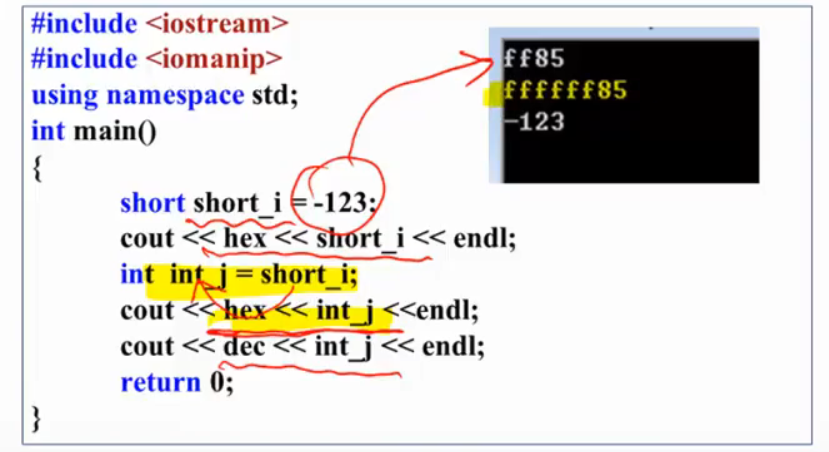 #include <iostream>
#include <iomanip>
using namespace std;
int main()
{
short short_i = -123;
cout << hex << short_i << endl;
int int_j = short_i;
cout << hex << int_j <<endl;
cout << dec << int_j << endl;
return 0;
}
ff85
ffffff85
-123